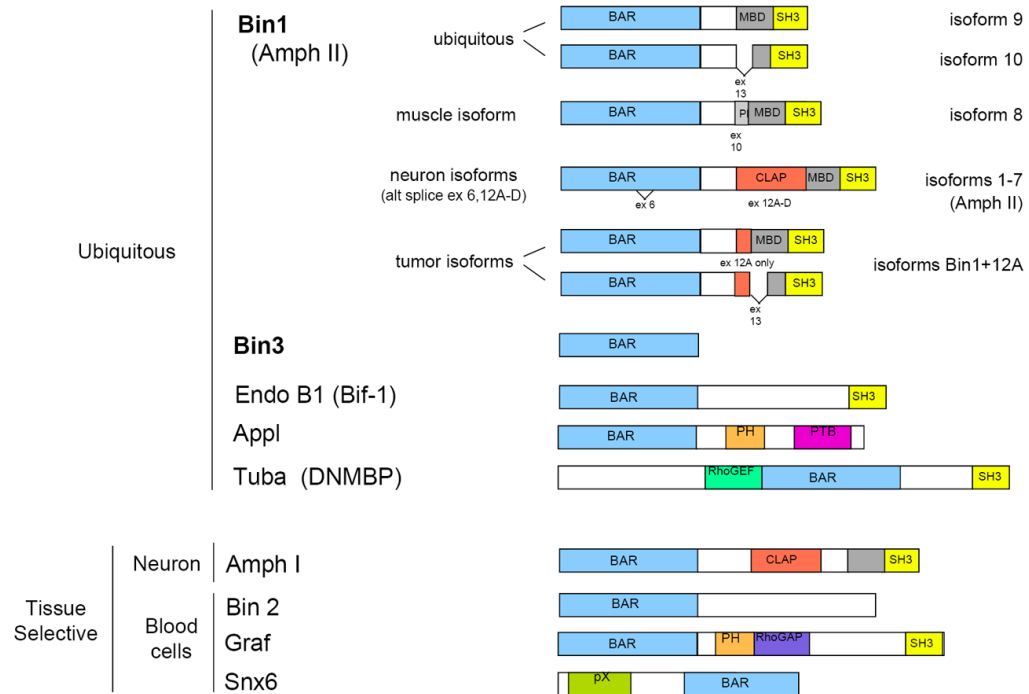 Bin1
(Amph II)
ubiquitous
BAR
MBD
SH3
isoform 9
BAR
SH3
isoform 10
ex
13
muscle isoform
BAR
PI
MBD
SH3
isoform 8
ex
10
neuron isoforms
(alt splice ex 6,12A-D)
BAR
CLAP
MBD
SH3
isoforms 1-7
(Amph II)
ex 6
ex 12A-D
Ubiquitous
tumor isoforms
BAR
MBD
SH3
ex 12A only
isoforms Bin1+12A
BAR
SH3
ex
13
Bin3
BAR
Endo B1 (Bif-1)
BAR
SH3
Appl
BAR
PH
PTB
Tuba (DNMBP)
RhoGEF
BAR
SH3
Tissue
Selective
Neuron
Amph I
BAR
CLAP
SH3
Blood
cells
Bin 2
BAR
Graf
BAR
PH
RhoGAP
SH3
Snx6
pX
BAR